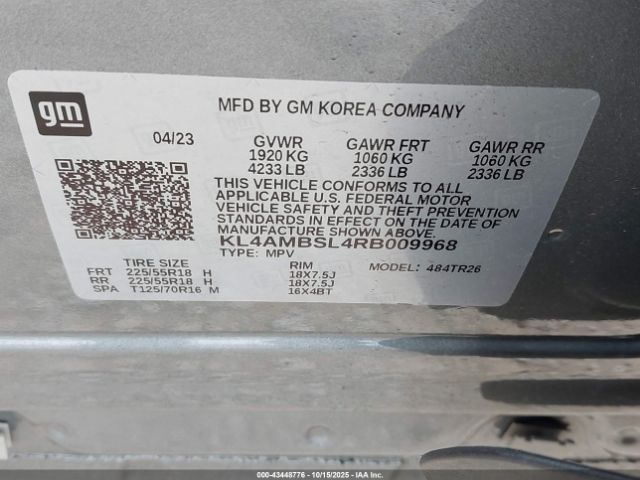 gm
MFD BY GM KOREA COMPANY
04/23
GVWR GAWR FRT GAWR RR
1920 KG 1060 KG 1060 KG
4233 LB 2336 LB 2336 LB
THIS VEHICLE CONFORMS TO ALL
APPLICABLE U.S. FEDERAL MOTOR
VEHICLE SAFETY AND THEFT PREVENTION
STANDARDS IN EFFECT ON THE DATE OF
MANUFACTURE SHOWN ABOVE.
KL4AMBSL4RB009968
TYPE: MPV MODEL: 484TR26
TIRE SIZE RIM
FRT 225/55R18 H 18X7.5J
RR 225/55R18 H 18X7.5J
SPA T125/70R16 M 16X4BT
000-43448776 - 10/15/2025 - IAA Inc.